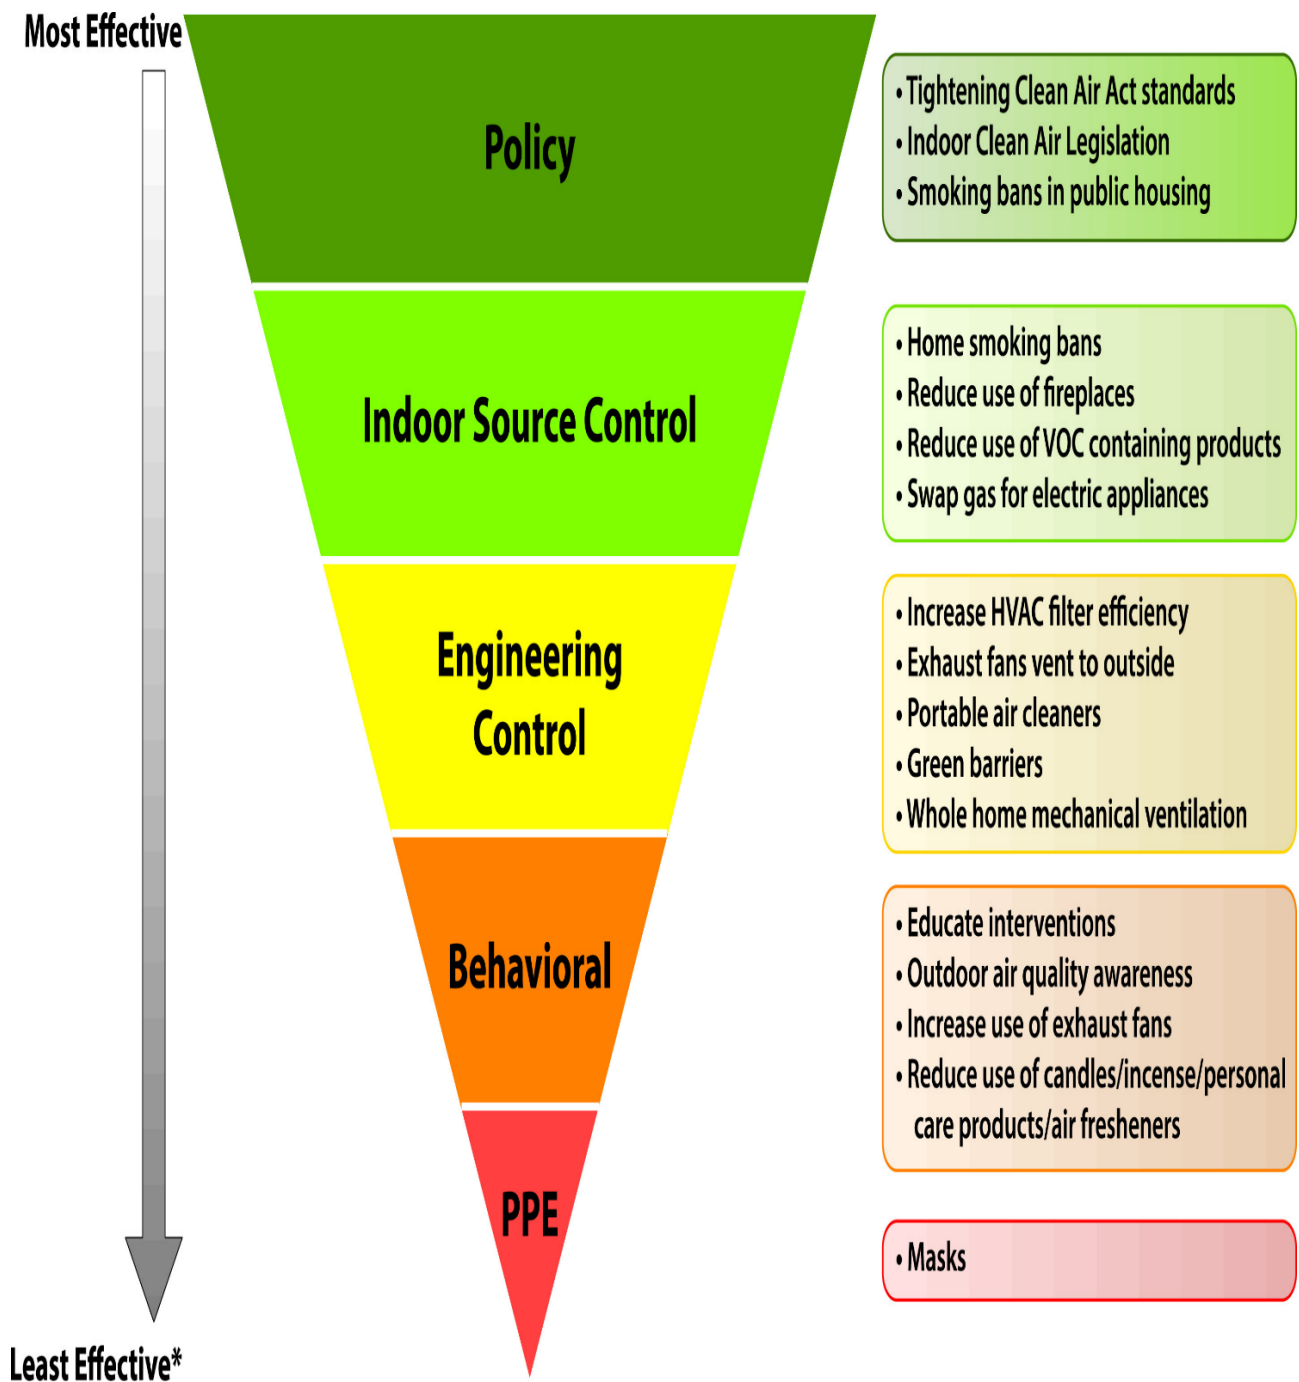 Most Effective
Policy
• Tightening Clean Air Act standards
• Indoor Clean Air Legislation
• Smoking bans in public housing
Indoor Source Control
• Home smoking bans
• Reduce use of fireplaces
• Reduce use of VOC containing products
• Swap gas for electric appliances
Engineering
Control
• Increase HVAC filter efficiency
• Exhaust fans vent to outside
• Portable air cleaners
• Green barriers
• Whole home mechanical ventilation
Behavioral
• Educate interventions
• Outdoor air quality awareness
• Increase use of exhaust fans
• Reduce use of candles/incense/personal
care products/air fresheners
PPE
• Masks
Least Effective*